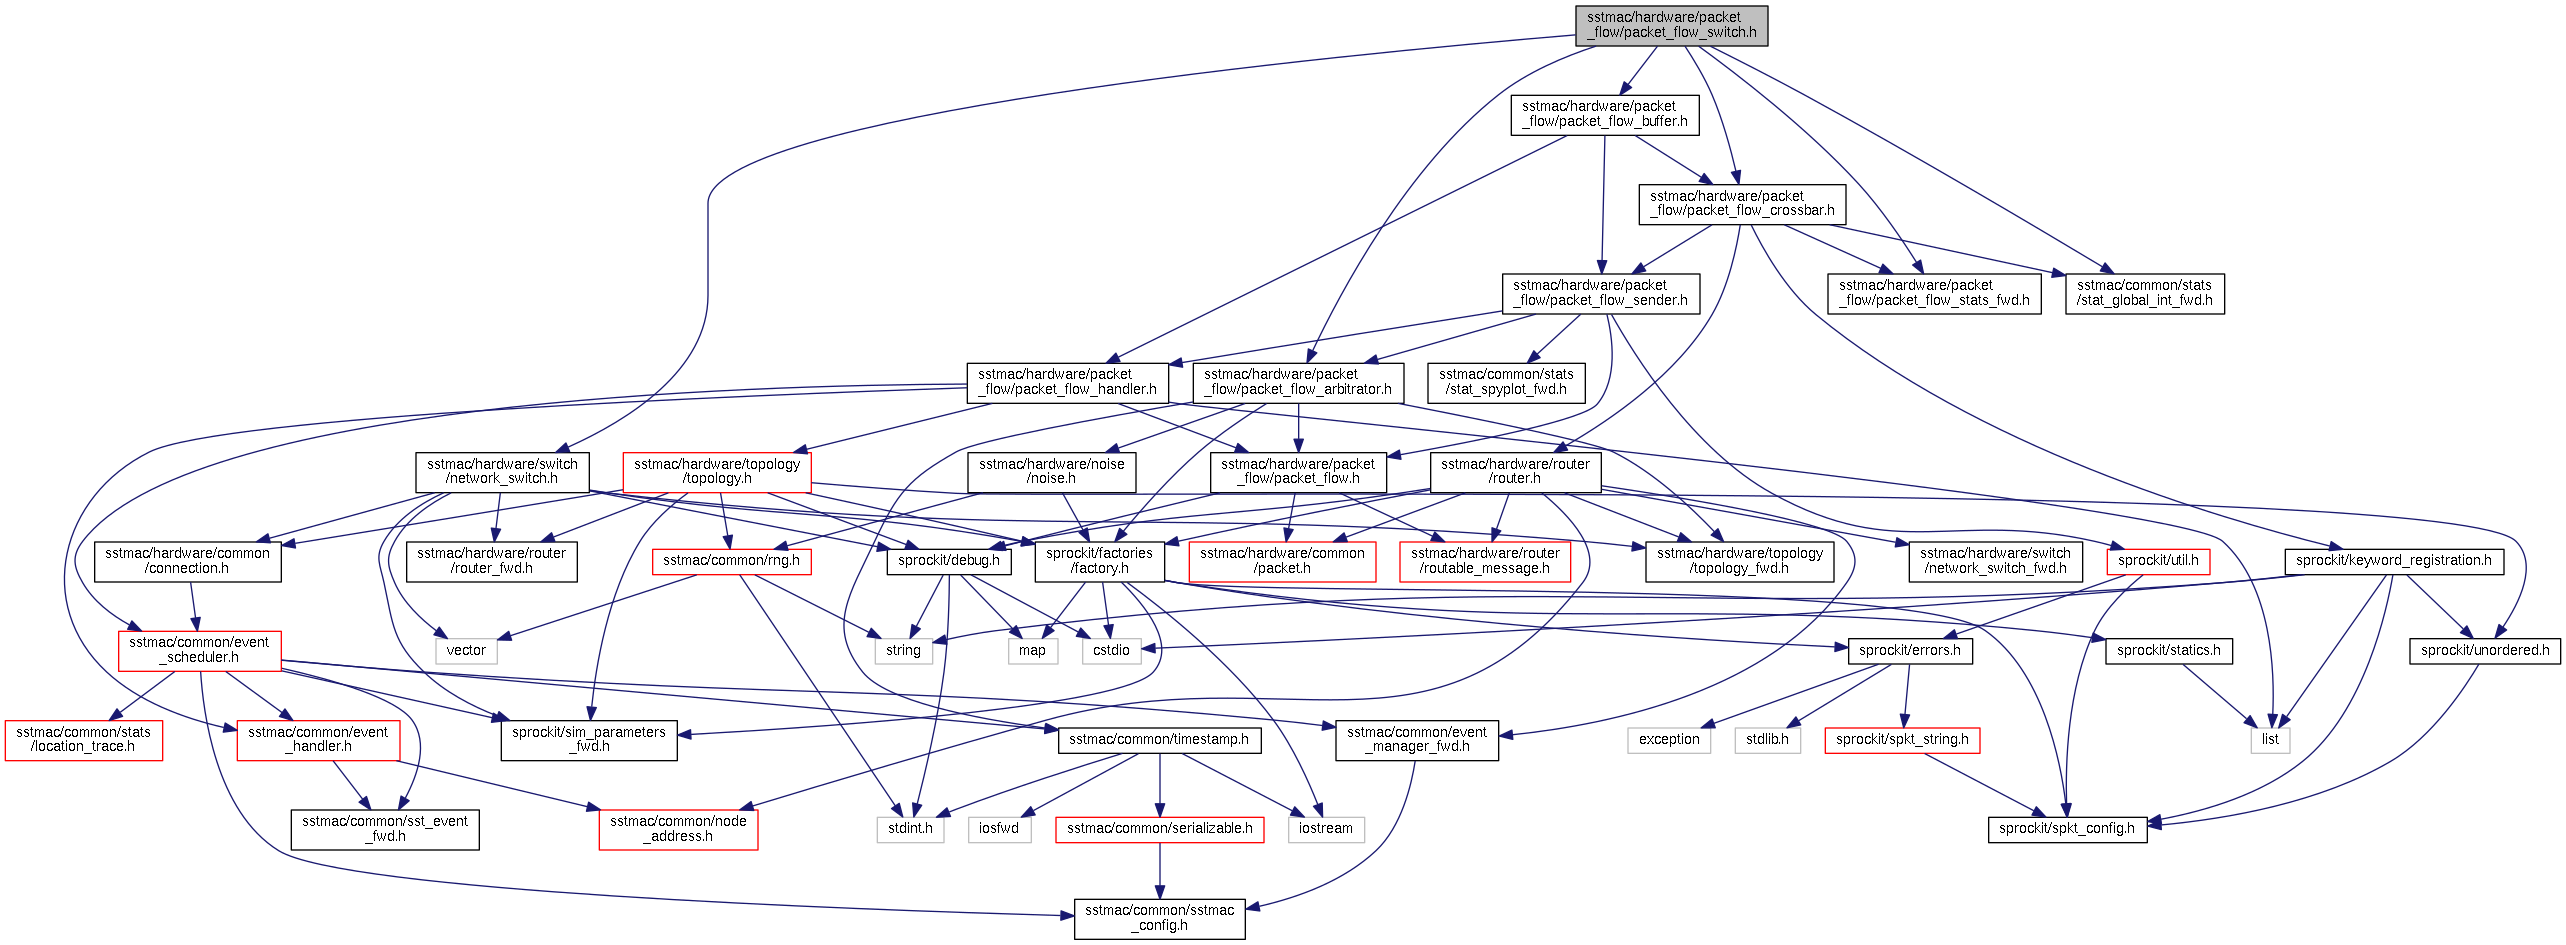 sstmac/hardware/packet
_flow/packet_flow_switch.h
sstmac/hardware/packet
_flow/packet_flow_buffer.h
sstmac/hardware/packet
_flow/packet_flow_crossbar.h
sstmac/hardware/packet
_flow/packet_flow_sender.h
sstmac/hardware/packet
_flow/packet_flow_stats_fwd.h
sstmac/common/stats
/stat_global_int_fwd.h
sstmac/hardware/packet
_flow/packet_flow_handler.h
sstmac/hardware/packet
_flow/packet_flow_arbitrator.h
sstmac/common/stats
/stat_spyplot_fwd.h
sstmac/hardware/switch
/network_switch.h
sstmac/hardware/topology
/topology.h
sstmac/hardware/noise
/noise.h
sstmac/hardware/packet
_flow/packet_flow.h
sstmac/hardware/router
/router.h
sstmac/hardware/common
/connection.h
sstmac/hardware/router
/router_fwd.h
sstmac/common/rng.h
sprockit/debug.h
sprockit/factories
/factory.h
sstmac/hardware/common
/packet.h
sstmac/hardware/router
/routable_message.h
sstmac/hardware/topology
/topology_fwd.h
sstmac/hardware/switch
/network_switch_fwd.h
sprockit/util.h
sprockit/keyword_registration.h
sstmac/common/event
_scheduler.h
vector
string
map
cstdio
sprockit/errors.h
sprockit/statics.h
sprockit/unordered.h
sstmac/common/stats
/location_trace.h
sstmac/common/event
_handler.h
sprockit/sim_parameters
_fwd.h
sstmac/common/timestamp.h
sstmac/common/event
_manager_fwd.h
exception
stdlib.h
sprockit/spkt_string.h
list
sstmac/common/sst_event
_fwd.h
sstmac/common/node
_address.h
stdint.h
iosfwd
sstmac/common/serializable.h
iostream
sprockit/spkt_config.h
sstmac/common/sstmac
_config.h